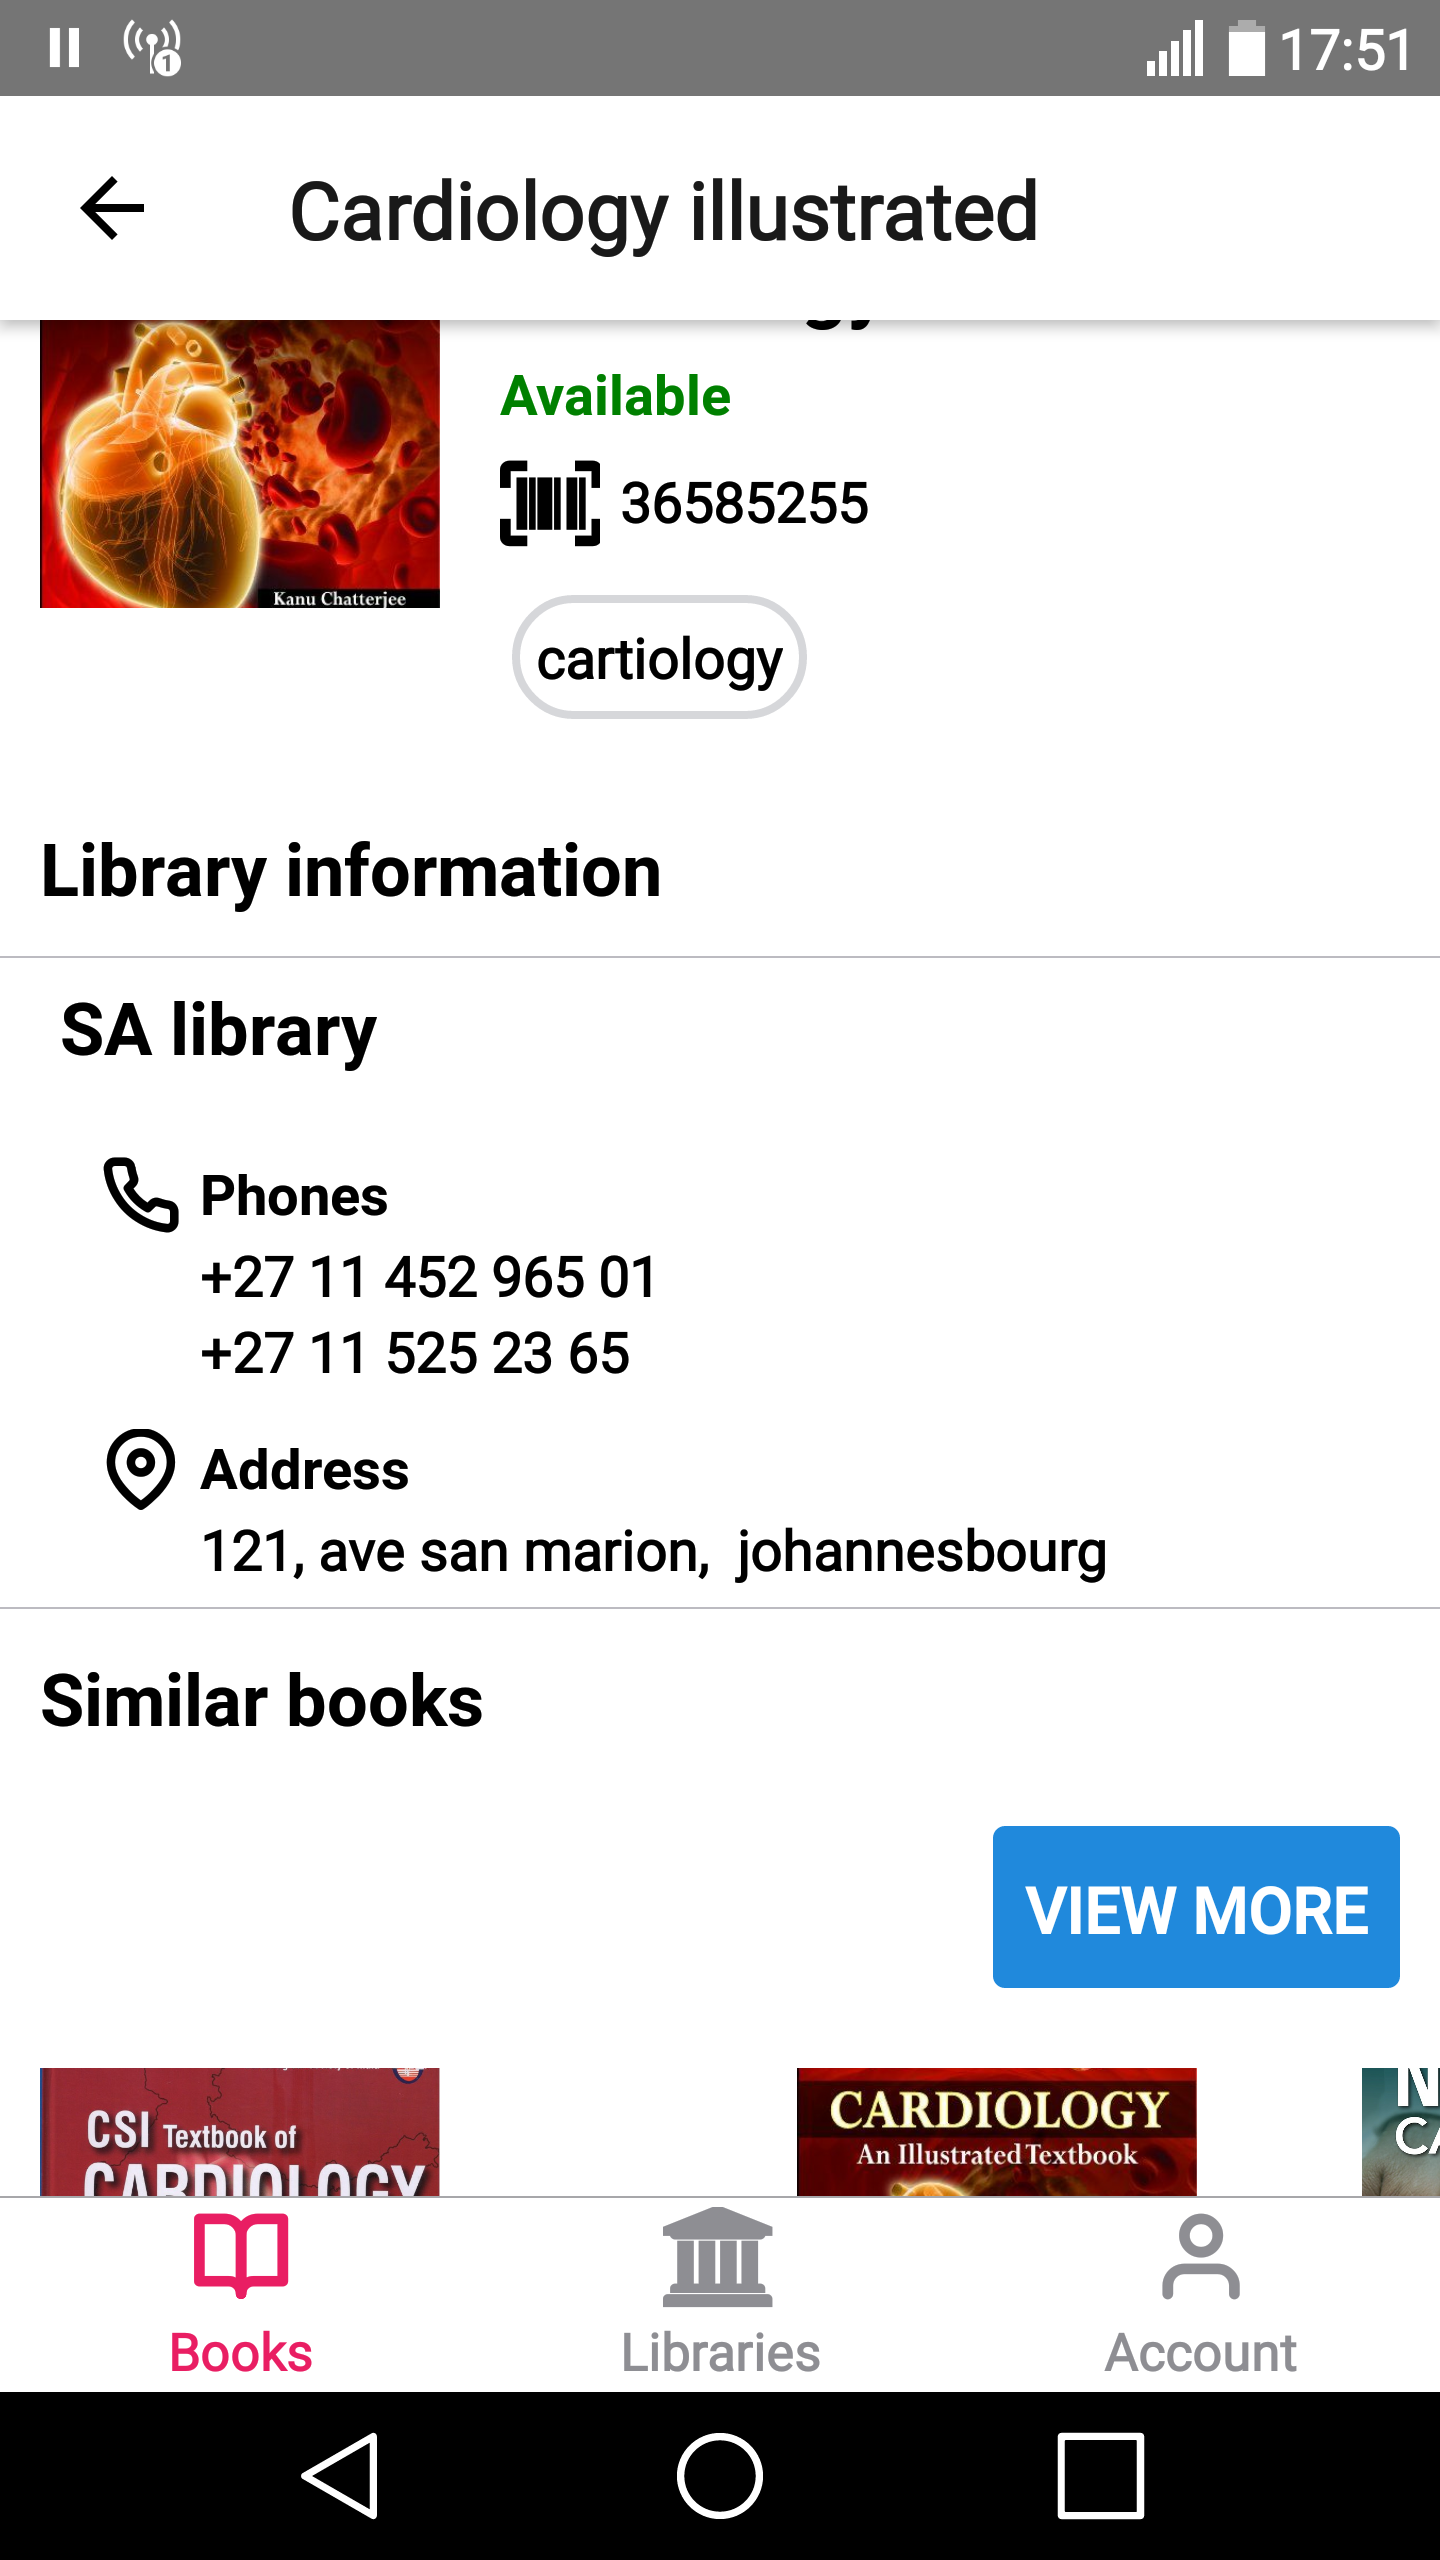 17:51
Cardiology illustrated
Available
36585255
Kanu Chatterjee
cartiology
Library information
SA library
Phones
+27 11 452 965 01
+27 11 525 23 65
Address
121, ave san marion,  johannesbourg
Similar books
VIEW MORE
CSI Textbook of
CARDIOLOGY
CARDIOLOGY
An Illustrated Textbook
Books
Libraries
Account